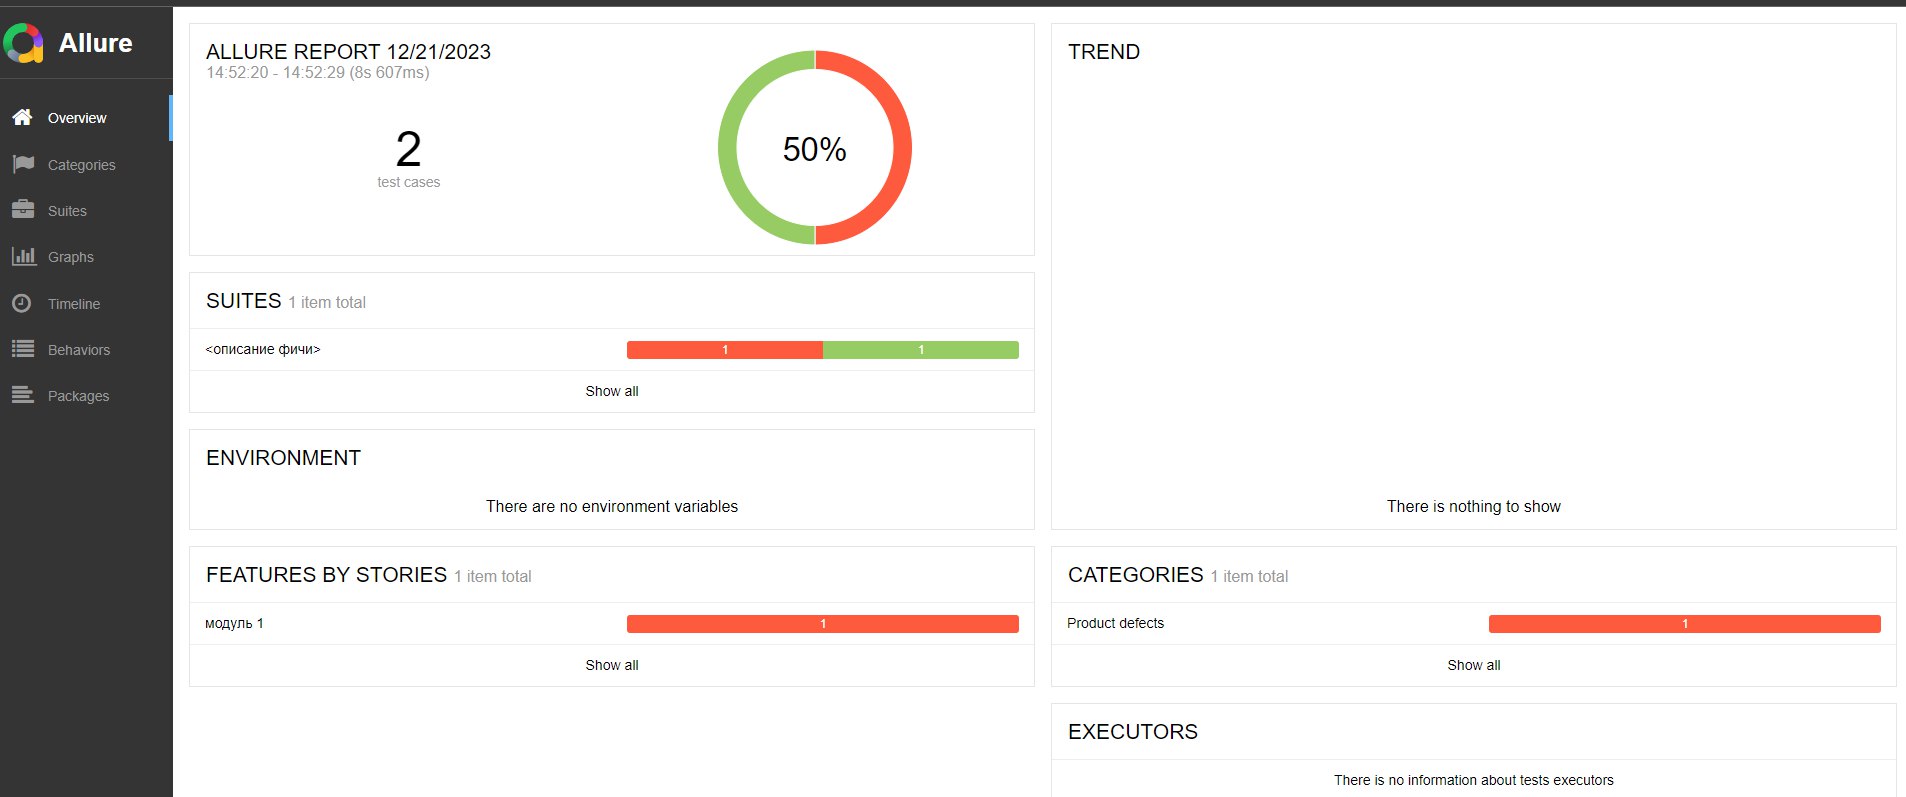 Allure
Overview
Categories
Suites
Graphs
Timeline
Behaviors
Packages
ALLURE REPORT 12/21/2023
14:52:20 - 14:52:29 (8s 607ms)
2
test cases
50%
SUITES 1 item total
<описание фичи> 1 1
Show all
ENVIRONMENT
There are no environment variables
FEATURES BY STORIES 1 item total
модуль 1 1
Show all
TREND
There is nothing to show
CATEGORIES 1 item total
Product defects 1
Show all
EXECUTORS
There is no information about tests executors